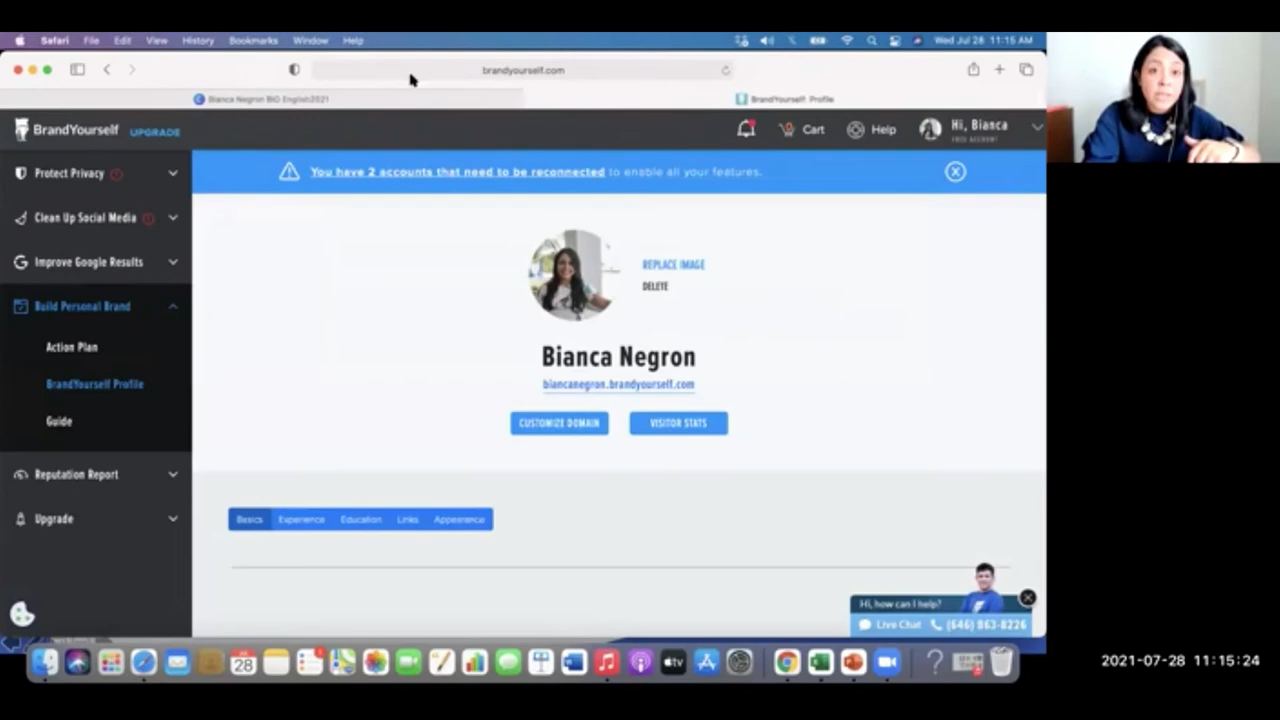 Safari File Edit View History Bookmarks Window Help Wed Jul 28 11:15 AM
brandyourself.com
Bianca Negron BIO English2021 BrandYourself: Profile
BrandYourself UPGRADE Cart Help Hi, Bianca
FREE ACCOUNT
Protect Privacy
Clean Up Social Media
Improve Google Results
Build Personal Brand
Action Plan
BrandYourself Profile
Guide
Reputation Report
Upgrade
You have 2 accounts that need to be reconnected to enable all your features.
REPLACE IMAGE
DELETE
Bianca Negron
biancanegron.brandyourself.com
CUSTOMIZE DOMAIN VISITOR STATS
Basics Experience Education Links Appearance
Hi, how can I help?
Live Chat (646) 863-8226
JUL
28
tv
2021-07-28 11:15:24